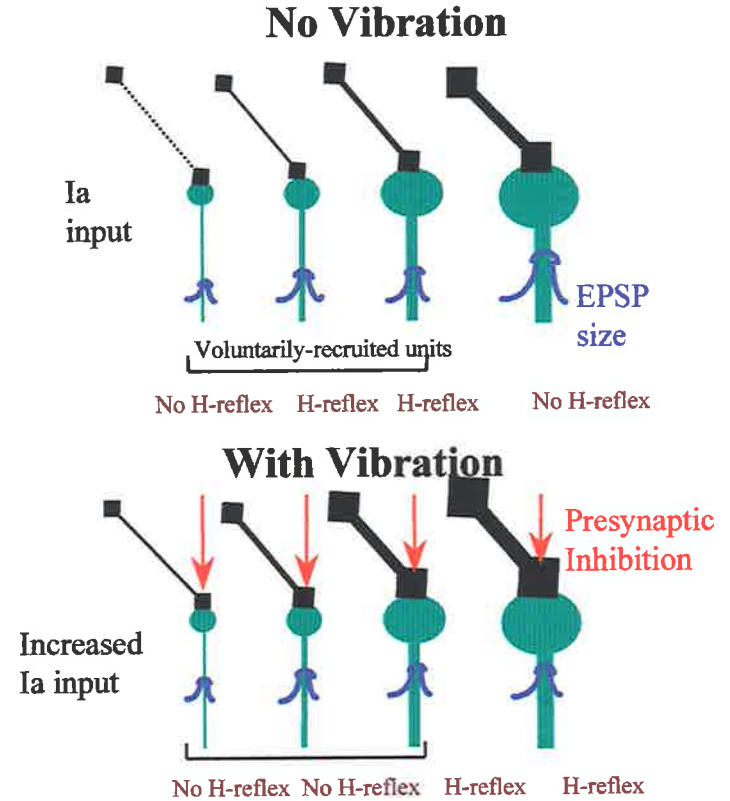 No Vibration
Ia
input
EPSP
size
Voluntarily-recruited units
No H-reflex H-reflex H-reflex No H-reflex
With Vibration
Presynaptic
Inhibition
Increased
Ia input
No H-reflex No H-reflex H-reflex H-reflex